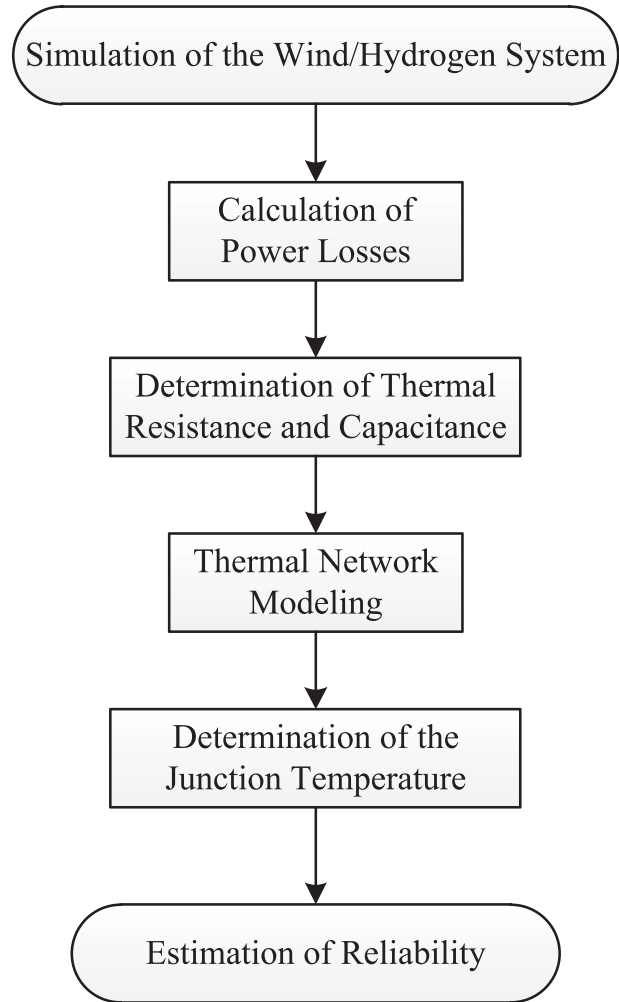 Simulation of the Wind/Hydrogen System
Calculation of
Power Losses
Determination of Thermal
Resistance and Capacitance
Thermal Network
Modeling
Determination of the
Junction Temperature
Estimation of Reliability